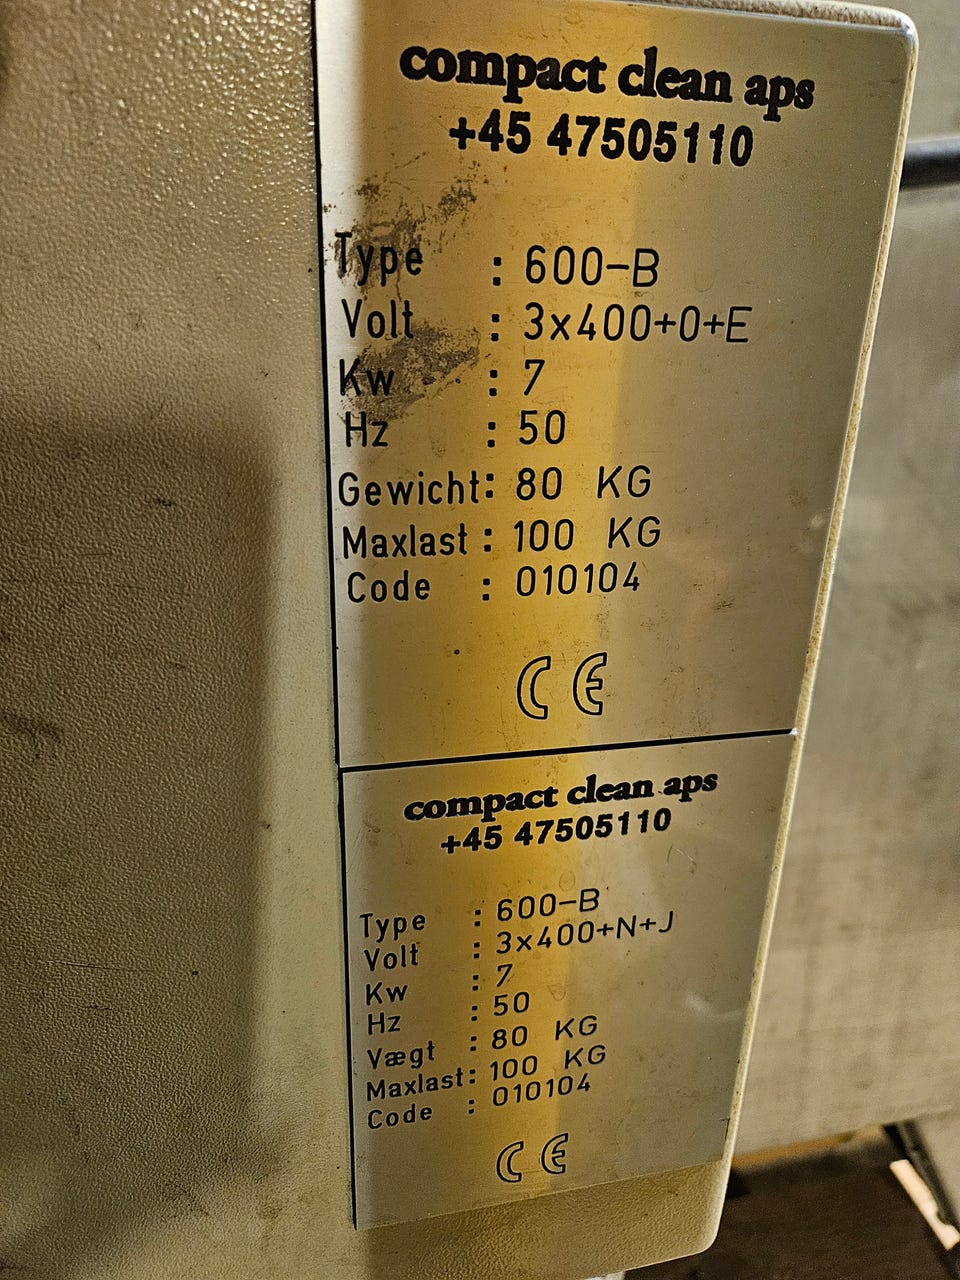 compact clean aps
+45 47505110
Type : 600-B
Volt : 3x400+0+E
Kw : 7
Hz : 50
Gewicht: 80 KG
Maxlast : 100 KG
Code : 010104
CE
compact clean aps
+45 47505110
Type : 600-B
Volt : 3x400+N+J
Kw : 7
Hz : 50
Vægt : 80 KG
Maxlast: 100 KG
Code : 010104
CE